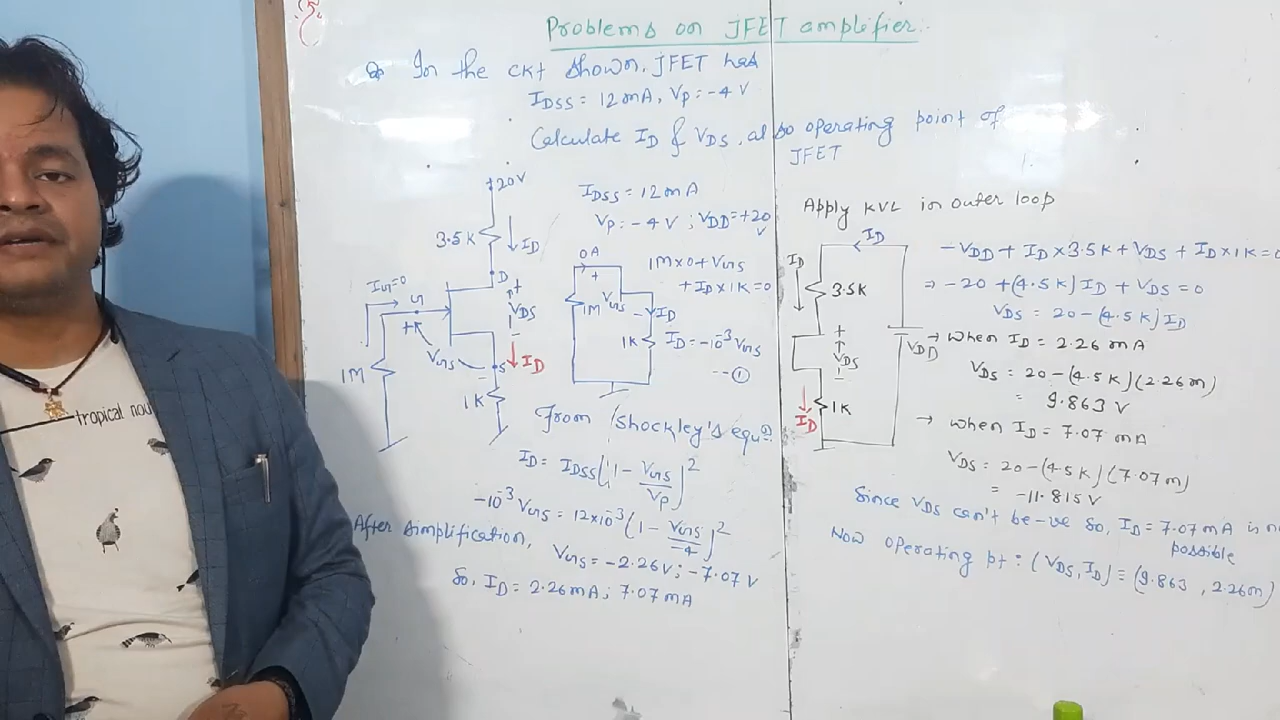 Problems on JFET amplifier
Q In the ckt shown, JFET has
IDSS = 12mA, Vp = -4 V
Calculate ID & VDS, also operating point of
JFET
+20V
3.5K
ID
D
IG=0
G
+
+
VDS
-
VGS
-
S
ID
1M
1K
IDSS = 12mA
Vp = -4 V ; VDD = +20
V
0A
+
1M
VGS
-
ID
1K
1M×0 + VGS
+ ID×1K = 0
ID = -10⁻³ VGS
--①
From Shockley's equⁿ
ID = IDSS(1 - VGS/Vp)²
-10⁻³ VGS = 12×10⁻³(1 - VGS/-4)²
After simplification,
VGS = -2.26V ; -7.07 V
So, ID = 2.26mA ; 7.07 mA
Apply KVL in outer loop
ID
ID
3.5K
+
VDS
-
VDD
ID
1K
-VDD + ID×3.5K + VDS + ID×1K = 0
⇒ -20 + (4.5K) ID + VDS = 0
VDS = 20 - (4.5K) ID
→ When ID = 2.26 mA
VDS = 20 - (4.5K)(2.26m)
= 9.863 V
→ when ID = 7.07 mA
VDS = 20 - (45K)(7.07m)
= -11.815 V
Since VDS can't be -ve So, ID = 7.07 mA is
possible
Now operating pt : (VDS, ID) ≡ (9.863 , 2.26m)
tropical